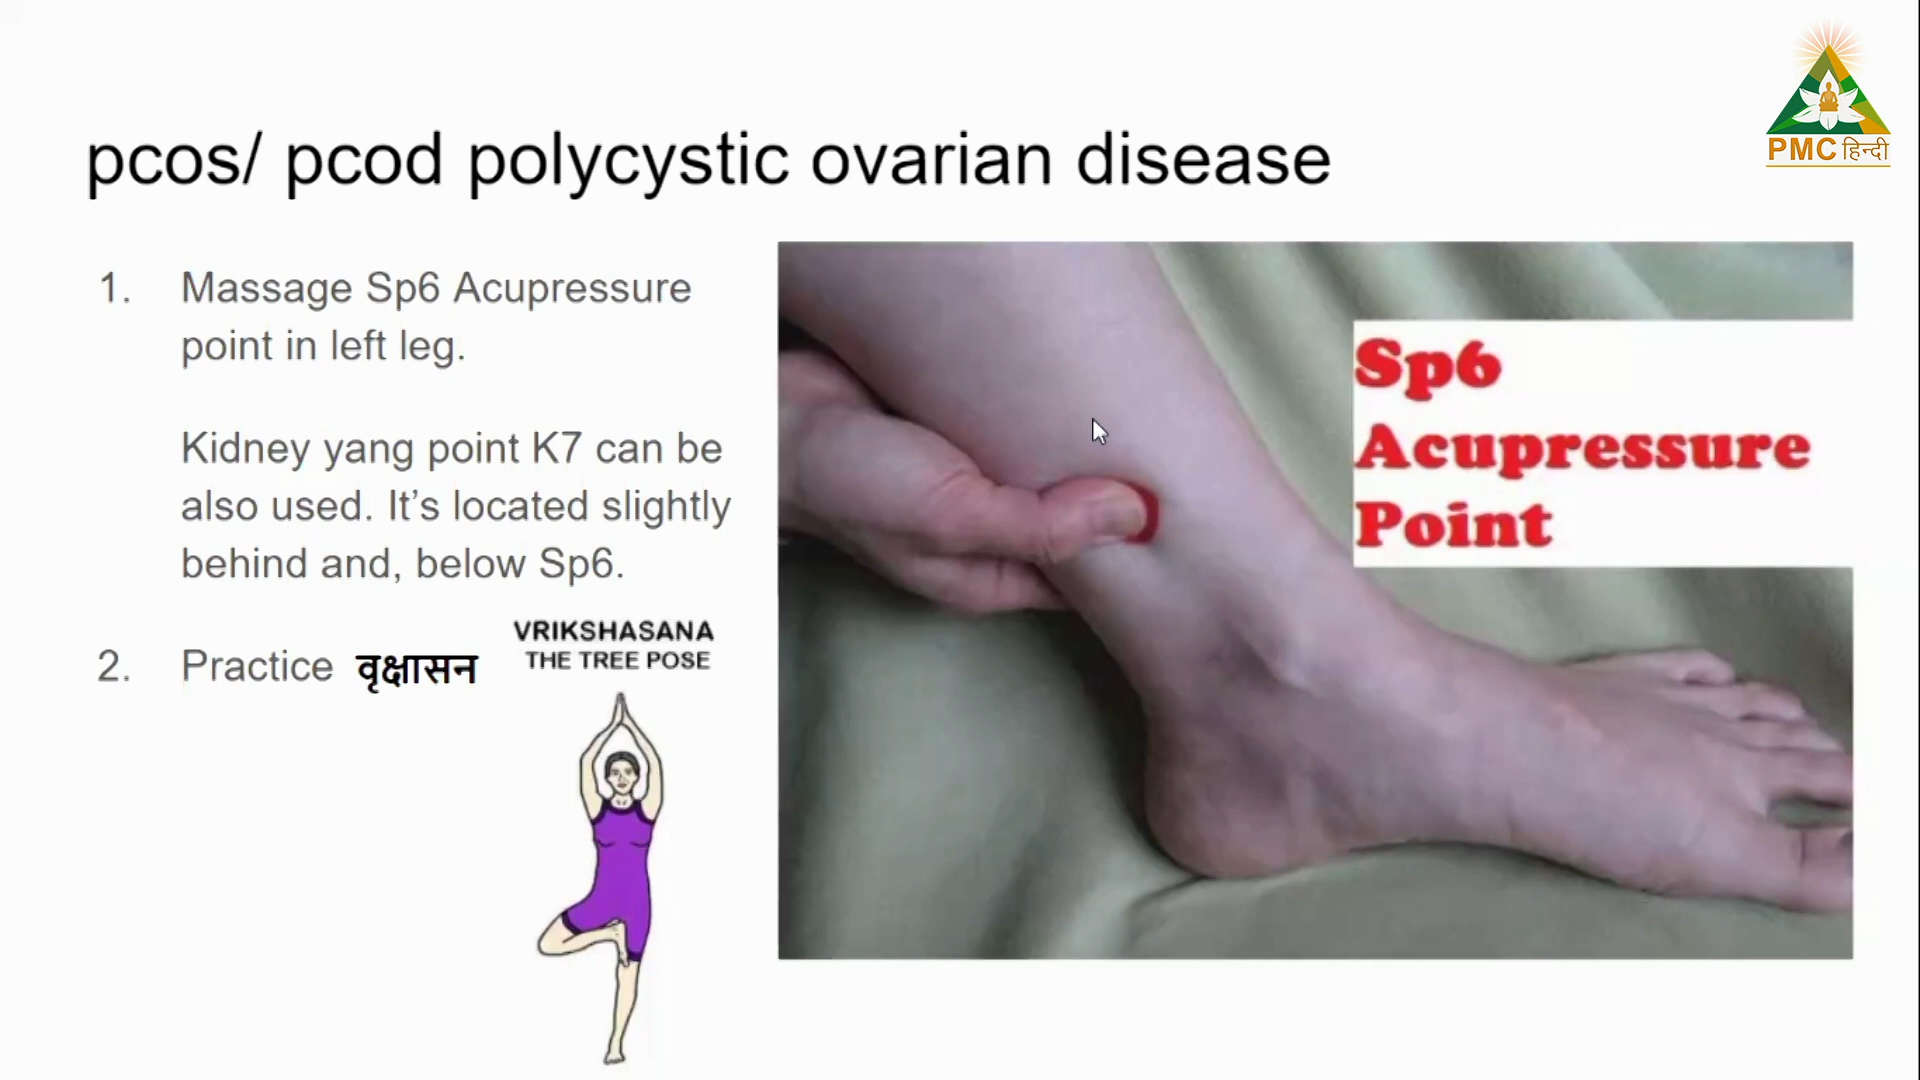 PMC हिन्दी
pcos/ pcod polycystic ovarian disease
1. Massage Sp6 Acupressure
point in left leg.
Kidney yang point K7 can be
also used. It’s located slightly
behind and, below Sp6.
2. Practice वृक्षासन
VRIKSHASANA
THE TREE POSE
Sp6
Acupressure
Point